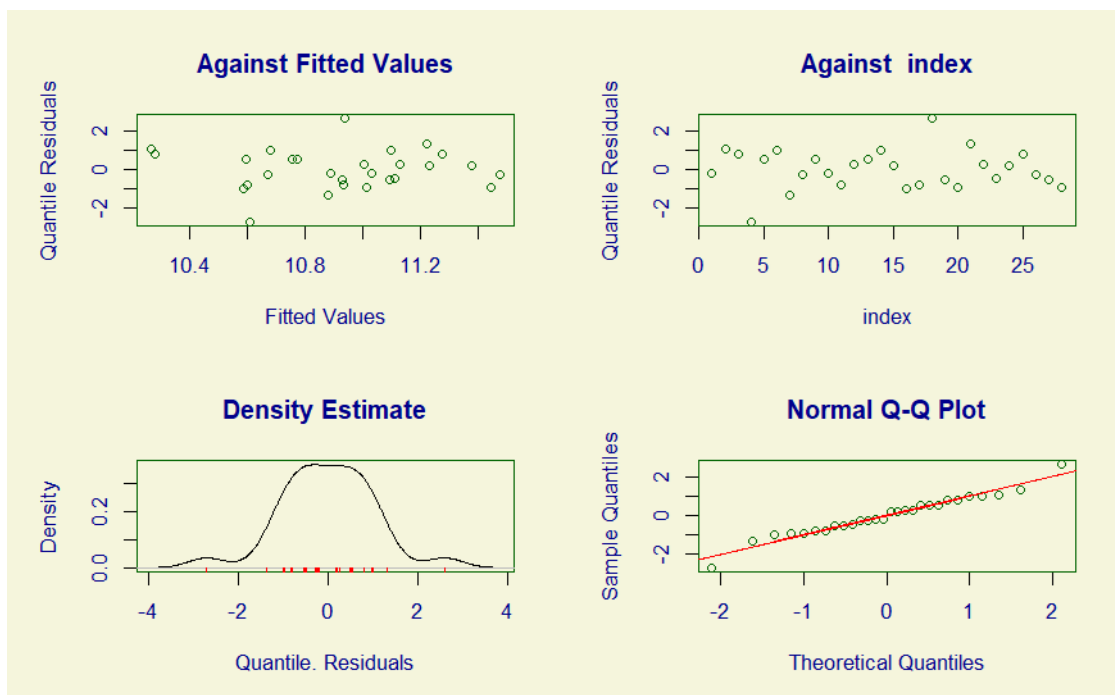 Against Fitted Values
Quantile Residuals
2
0
-2
10.4 10.8 11.2
Fitted Values
Against  index
Quantile Residuals
2
0
-2
0 5 10 15 20 25
index
Density Estimate
Density
0.2
0.0
-4 -2 0 2 4
Quantile. Residuals
Normal Q-Q Plot
Sample Quantiles
2
0
-2
-2 -1 0 1 2
Theoretical Quantiles